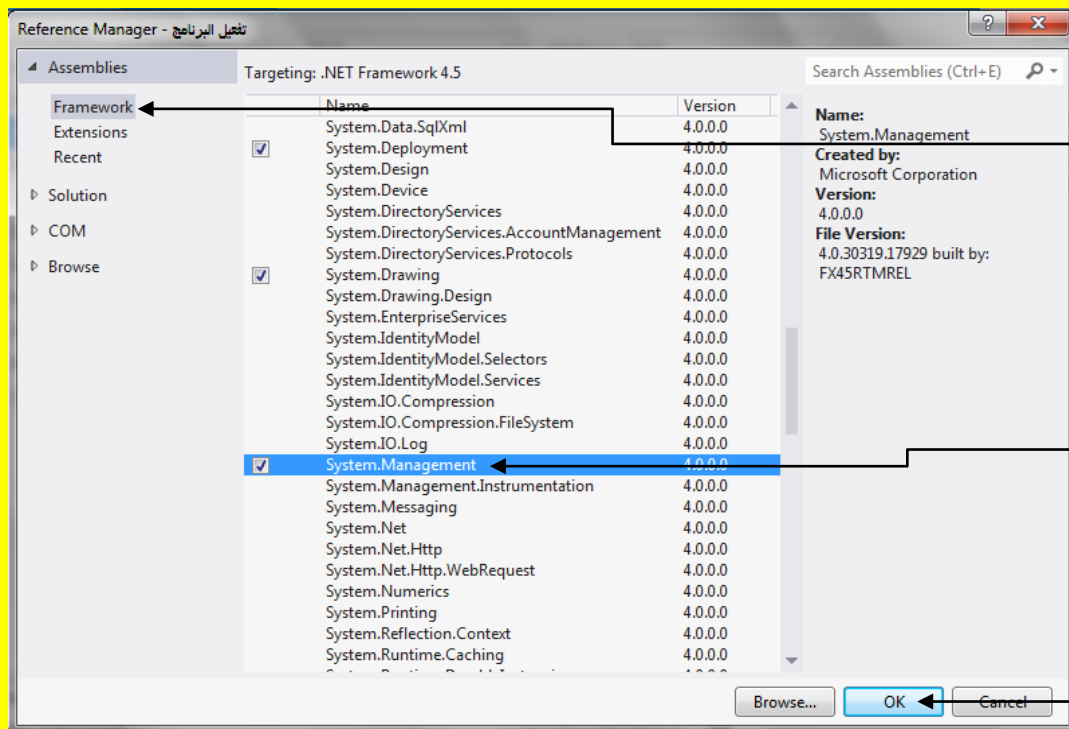 Reference Manager - تفعيل البرنامج
Assemblies
Framework
Extensions
Recent
Solution
COM
Browse
Targeting: .NET Framework 4.5
Search Assemblies (Ctrl+E)
Name Version
System.Data.SqlXml 4.0.0.0
System.Deployment 4.0.0.0
System.Design 4.0.0.0
System.Device 4.0.0.0
System.DirectoryServices 4.0.0.0
System.DirectoryServices.AccountManagement 4.0.0.0
System.DirectoryServices.Protocols 4.0.0.0
System.Drawing 4.0.0.0
System.Drawing.Design 4.0.0.0
System.EnterpriseServices 4.0.0.0
System.IdentityModel 4.0.0.0
System.IdentityModel.Selectors 4.0.0.0
System.IdentityModel.Services 4.0.0.0
System.IO.Compression 4.0.0.0
System.IO.Compression.FileSystem 4.0.0.0
System.IO.Log 4.0.0.0
System.Management 4.0.0.0
System.Management.Instrumentation 4.0.0.0
System.Messaging 4.0.0.0
System.Net 4.0.0.0
System.Net.Http 4.0.0.0
System.Net.Http.WebRequest 4.0.0.0
System.Numerics 4.0.0.0
System.Printing 4.0.0.0
System.Reflection.Context 4.0.0.0
System.Runtime.Caching 4.0.0.0
Name:
System.Management
Created by:
Microsoft Corporation
Version:
4.0.0.0
File Version:
4.0.30319.17929 built by:
FX45RTMREL
Browse... OK Cancel